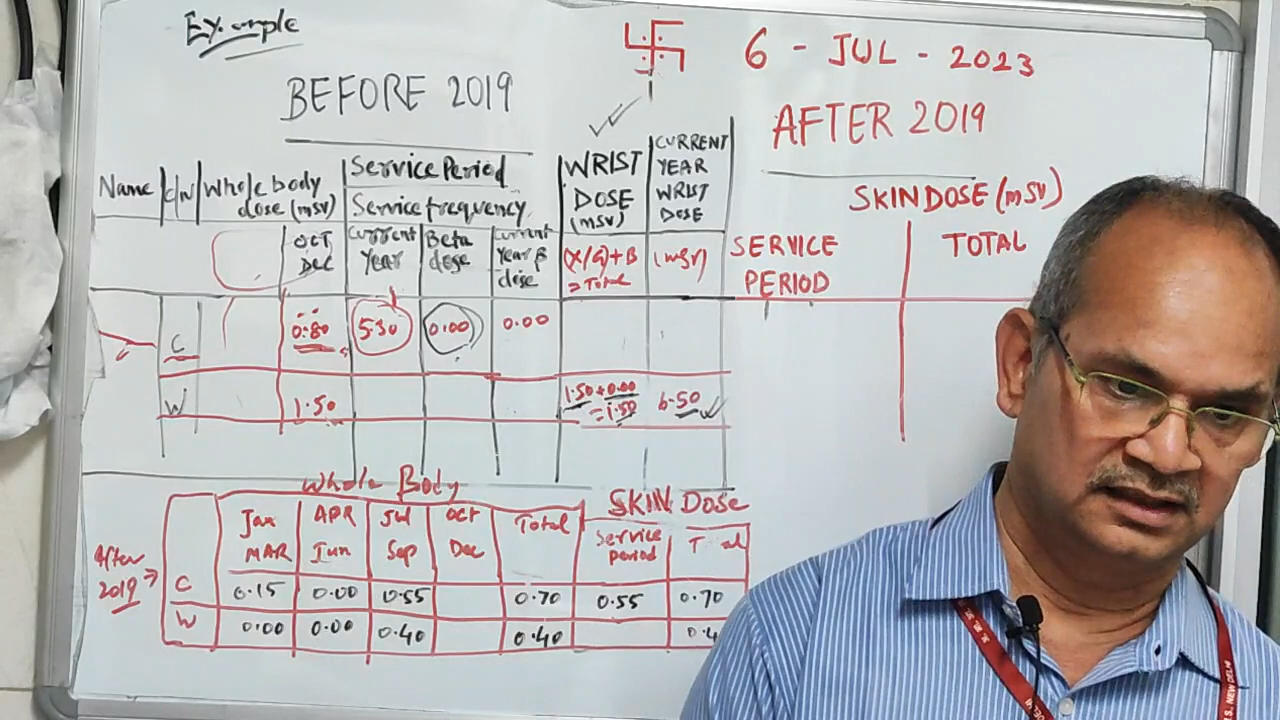 Example
6 - JUL - 2023
BEFORE 2019
AFTER 2019
Name C/W Whole body dose (msv)
Service Period
Service frequency
WRIST DOSE (msv)
CURRENT YEAR WRIST DOSE
OCT DEC
Current Year
Beta dose
Current Year β dose
(X/G)+B = Total
(msv)
SKIN DOSE (msv)
SERVICE PERIOD
TOTAL
C 0.80 5.30 0.00 0.00
W 1.50 1.50+0.00 6.50
= 1.50
Whole Body
SKIN DOSE
Jan MAR
APR Jun
Jul Sep
OCT Dec
Total
Service period
After 2019 →
C 0.15 0.00 0.55 0.70 0.55 0.70
W 0.00 0.00 0.40 0.40